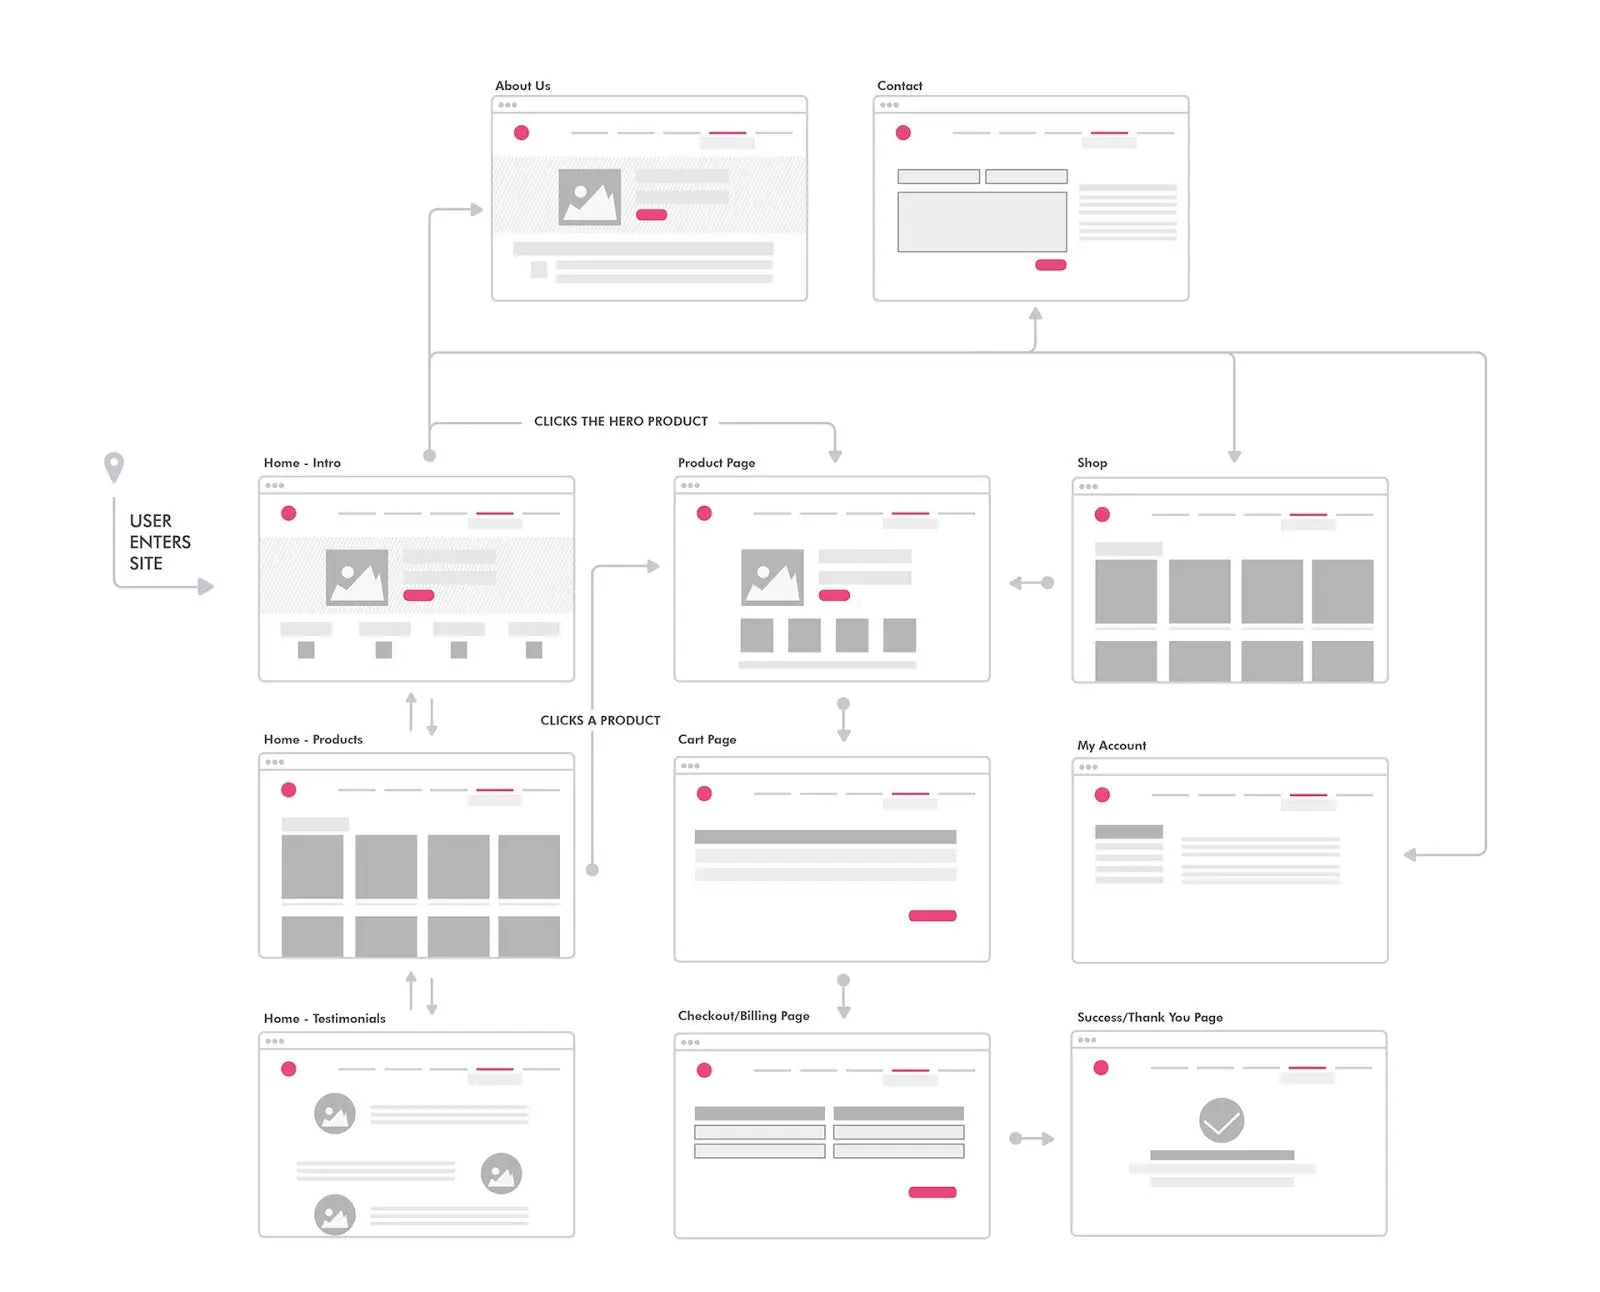 About Us
Contact
CLICKS THE HERO PRODUCT
Home - Intro
Product Page
Shop
USER
ENTERS
SITE
CLICKS A PRODUCT
Home - Products
Cart Page
My Account
Home - Testimonials
Checkout/Billing Page
Success/Thank You Page